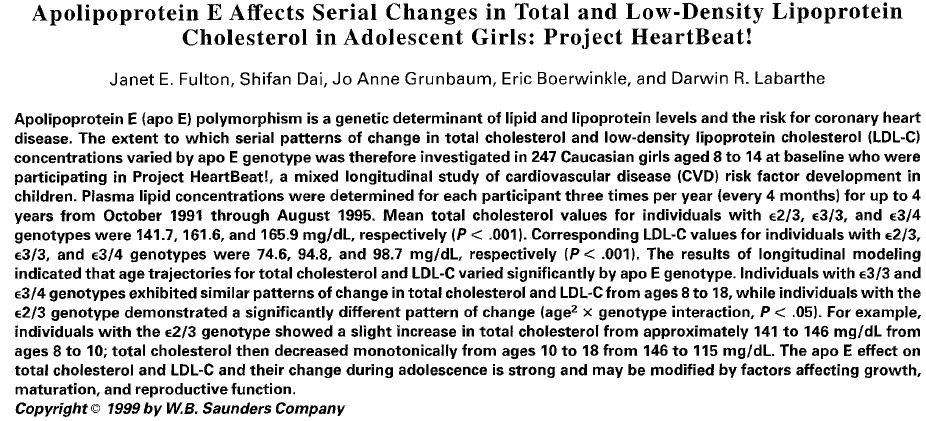 Apolipoprotein E Affects Serial Changes in Total and Low-Density Lipoprotein
Cholesterol in Adolescent Girls: Project HeartBeat!
Janet E. Fulton, Shifan Dai, Jo Anne Grunbaum, Eric Boerwinkle, and Darwin R. Labarthe
Apolipoprotein E (apo E) polymorphism is a genetic determinant of lipid and lipoprotein levels and the risk for coronary heart
disease. The extent to which serial patterns of change in total cholesterol and low-density lipoprotein cholesterol (LDL-C)
concentrations varied by apo E genotype was therefore investigated in 247 Caucasian girls aged 8 to 14 at baseline who were
participating in Project HeartBeat!, a mixed longitudinal study of cardiovascular disease (CVD) risk factor development in
children. Plasma lipid concentrations were determined for each participant three times per year (every 4 months) for up to 4
years from October 1991 through August 1995. Mean total cholesterol values for individuals with ϵ2/3, ϵ3/3, and ϵ3/4
genotypes were 141.7, 161.6, and 165.9 mg/dL, respectively (P < .001). Corresponding LDL-C values for individuals with ϵ2/3,
ϵ3/3, and ϵ3/4 genotypes were 74.6, 94.8, and 98.7 mg/dL, respectively (P < .001). The results of longitudinal modeling
indicated that age trajectories for total cholesterol and LDL-C varied significantly by apo E genotype. Individuals with ϵ3/3 and
ϵ3/4 genotypes exhibited similar patterns of change in total cholesterol and LDL-C from ages 8 to 18, while individuals with the
ϵ2/3 genotype demonstrated a significantly different pattern of change (age² × genotype interaction, P < .05). For example,
individuals with the ϵ2/3 genotype showed a slight increase in total cholesterol from approximately 141 to 146 mg/dL from
ages 8 to 10; total cholesterol then decreased monotonically from ages 10 to 18 from 146 to 115 mg/dL. The apo E effect on
total cholesterol and LDL-C and their change during adolescence is strong and may be modified by factors affecting growth,
maturation, and reproductive function.
Copyright © 1999 by W.B. Saunders Company